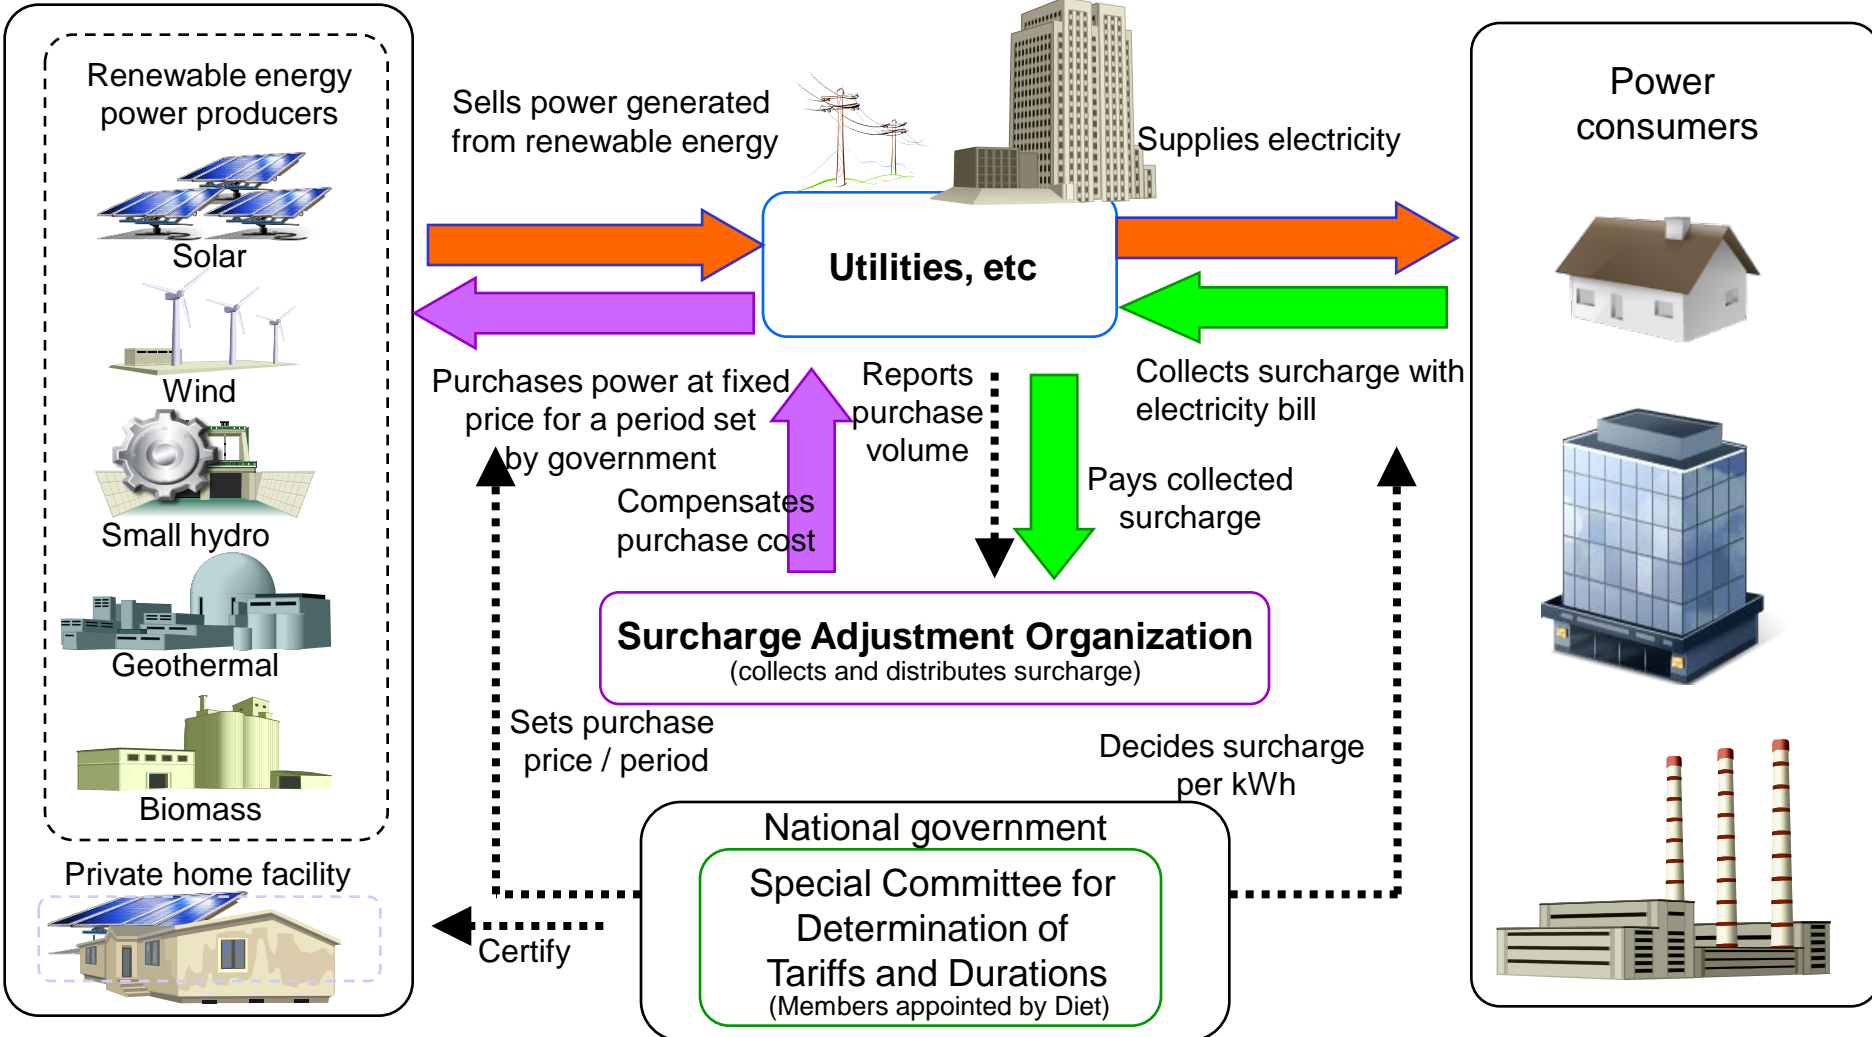 Renewable energy
power producers
Solar
Wind
Small hydro
Geothermal
Biomass
Private home facility
Sells power generated
from renewable energy
Supplies electricity
Utilities, etc
Purchases power at fixed
price for a period set
by government
Compensates
purchase cost
Reports
purchase
volume
Collects surcharge with
electricity bill
Pays collected
surcharge
Surcharge Adjustment Organization
(collects and distributes surcharge)
Sets purchase
price / period
Decides surcharge
per kWh
Certify
National government
Special Committee for
Determination of
Tariffs and Durations
(Members appointed by Diet)
Power
consumers